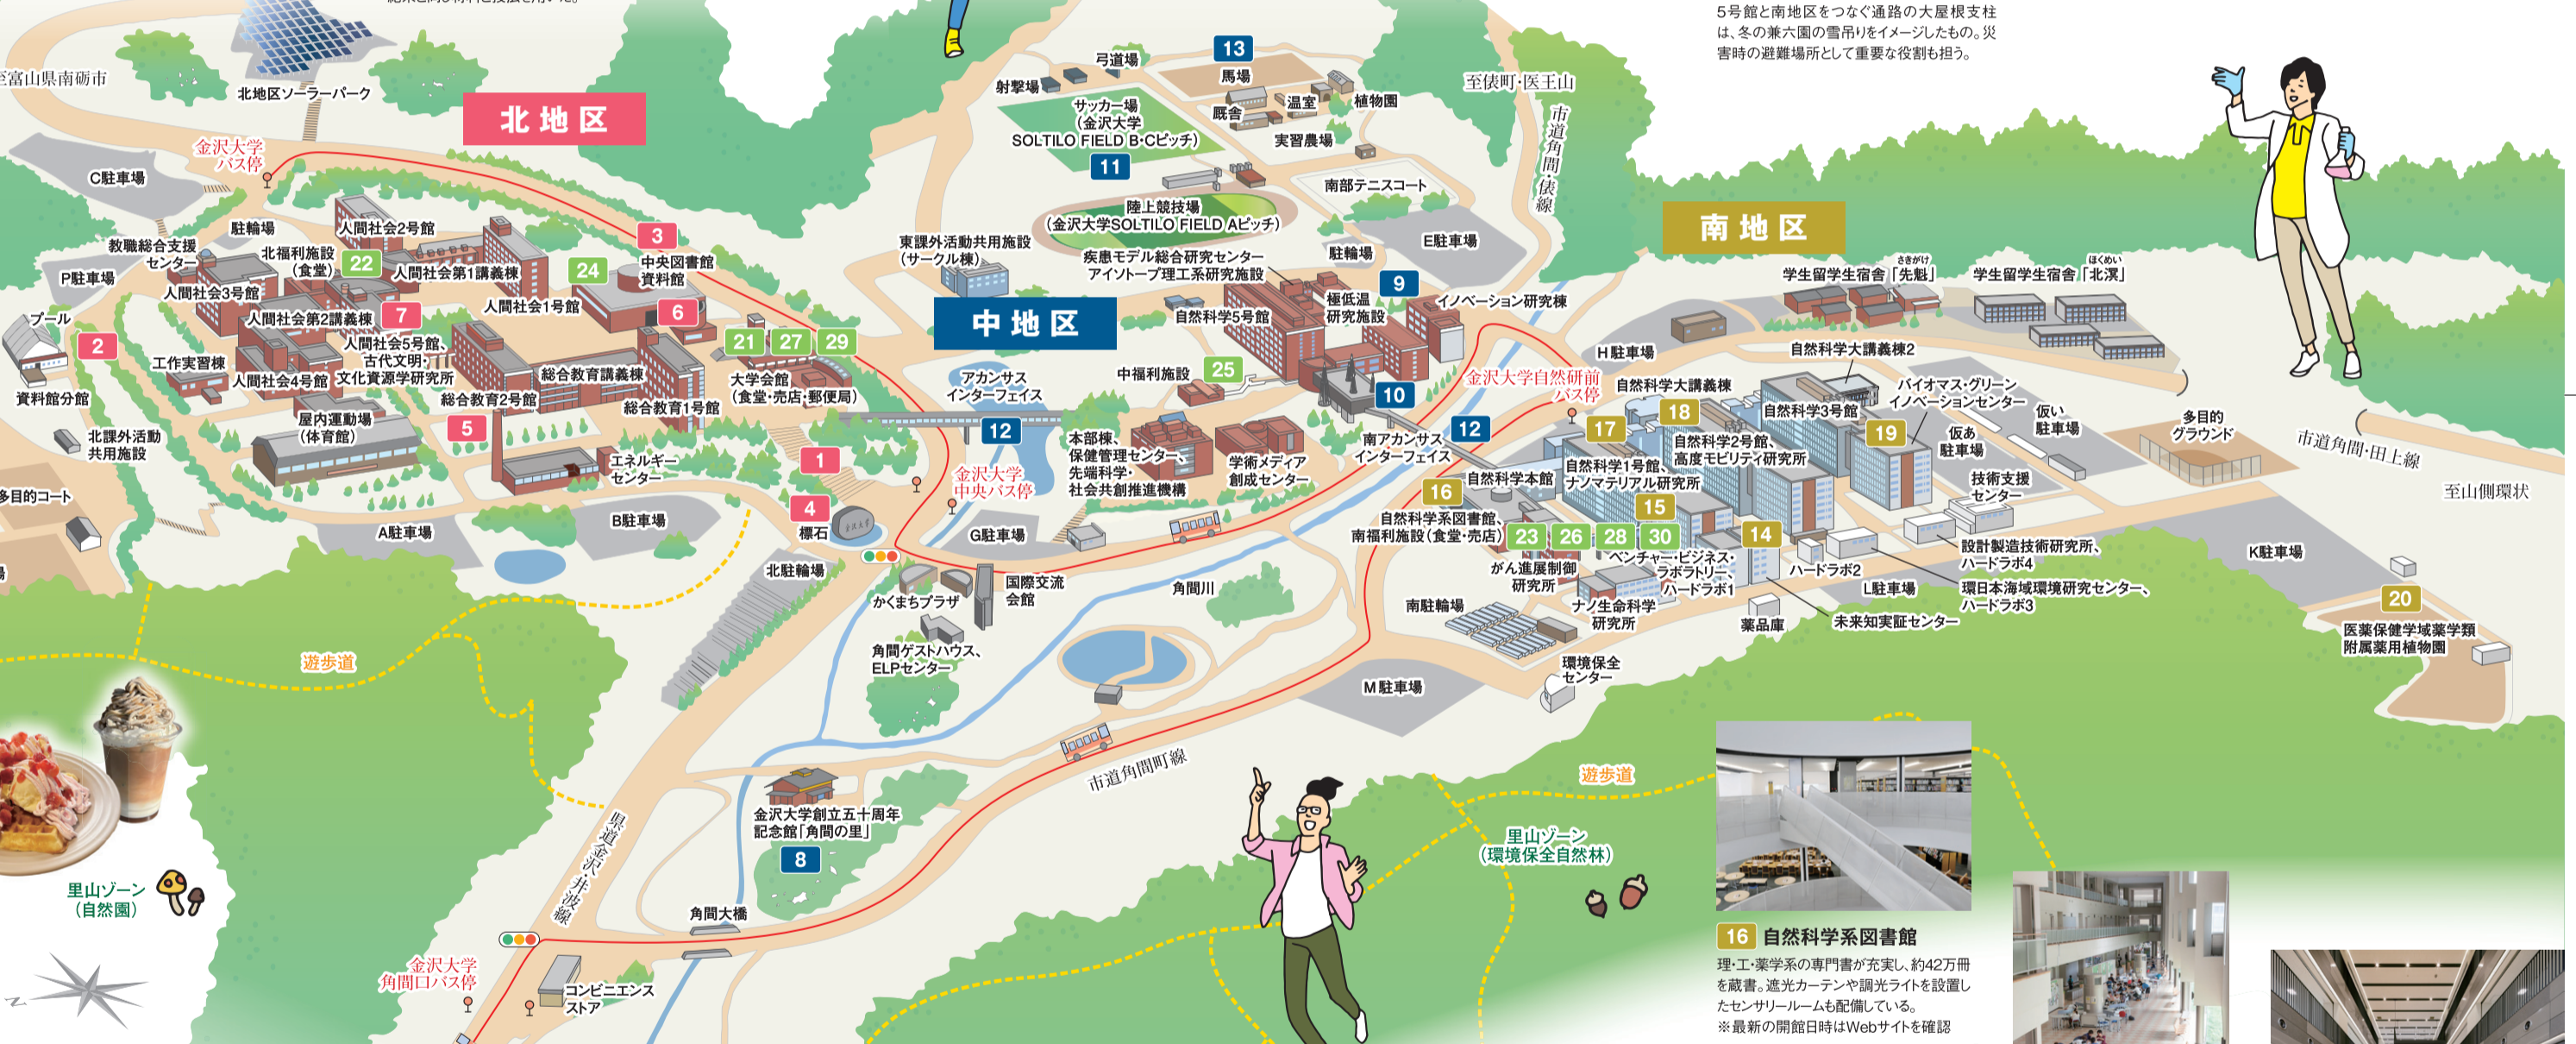 5号館と南地区をつなぐ通路の大屋根支柱
は、冬の兼六園の雪吊りをイメージしたもの。災
害時の避難場所として重要な役割も担う。
至富山県南砺市
北地区ソーラーパーク
北地区
金沢大学
バス停
C駐車場
駐輪場
教職総合支援
センター
P駐車場
北福利施設
(食堂)
22
人間社会2号館
人間社会第1講義棟
人間社会3号館
人間社会第2講義棟
7
人間社会1号館
24
3
中央図書館
資料館
6
プール
2
資料館分館
工作実習棟
人間社会4号館
人間社会5号館、
古代文明・
文化資源学研究所
総合教育2号館
総合教育講義棟
総合教育1号館
21
27
29
大学会館
(食堂・売店・郵便局)
屋内運動場
(体育館)
5
エネルギー
センター
北課外活動
共用施設
多目的コート
場
A駐車場
B駐車場
1
4
標石
金沢大学
北駐輪場
遊歩道
里山ゾーン
(自然園)
N
弓道場
射撃場
13
馬場
サッカー場
(金沢大学
SOLTILO FIELD B・Cピッチ)
11
厩舎
温室
植物園
実習農場
至俵町・医王山
市道角間・俵線
南部テニスコート
陸上競技場
(金沢大学SOLTILO FIELD Aピッチ)
東課外活動共用施設
(サークル棟)
疾患モデル総合研究センター
アイソトープ理工系研究施設
駐輪場
E駐車場
中地区
自然科学5号館
極低温
研究施設
9
イノベーション研究棟
中福利施設
25
10
アカンサス
インターフェイス
12
金沢大学
中央バス停
本部棟、
保健管理センター、
先端科学・
社会共創推進機構
学術メディア
創成センター
G駐車場
南アカンサス
インターフェイス
12
金沢大学自然研前
バス停
かくまちプラザ
国際交流
会館
角間ゲストハウス、
ELPセンター
角間川
金沢大学創立五十周年
記念館「角間の里」
8
市道角間町線
県道金沢・井波線
角間大橋
金沢大学
角間口バス停
コンビニエンス
ストア
南地区
学生留学生宿舎「先魁」
さきがけ
学生留学生宿舎「北溟」
ほくめい
H駐車場
自然科学大講義棟2
自然科学大講義棟
17
18
自然科学3号館
バイオマス・グリーン
イノベーションセンター
19
仮い
駐車場
仮あ
駐車場
多目的
グラウンド
市道角間・田上線
至山側環状
自然科学2号館、
高度モビリティ研究所
自然科学1号館、
ナノマテリアル研究所
自然科学本館
16
15
自然科学系図書館、
南福利施設(食堂・売店)
23
26
28
30
14
技術支援
センター
がん進展制御
研究所
ベンチャー・ビジネス・
ラボラトリー、
ハードラボ1
ハードラボ2
設計製造技術研究所、
ハードラボ4
環日本海域環境研究センター、
ハードラボ3
L駐車場
K駐車場
南駐輪場
ナノ生命科学
研究所
薬品庫
未来知実証センター
20
医薬保健学域薬学類
附属薬用植物園
環境保全
センター
M駐車場
遊歩道
里山ゾーン
(環境保全自然林)
16 自然科学系図書館
理・工・薬学系の専門書が充実し、約42万冊
を蔵書。遮光カーテンや調光ライトを設置し
たセンサリールームも配備している。
※最新の開館日時はWebサイトを確認